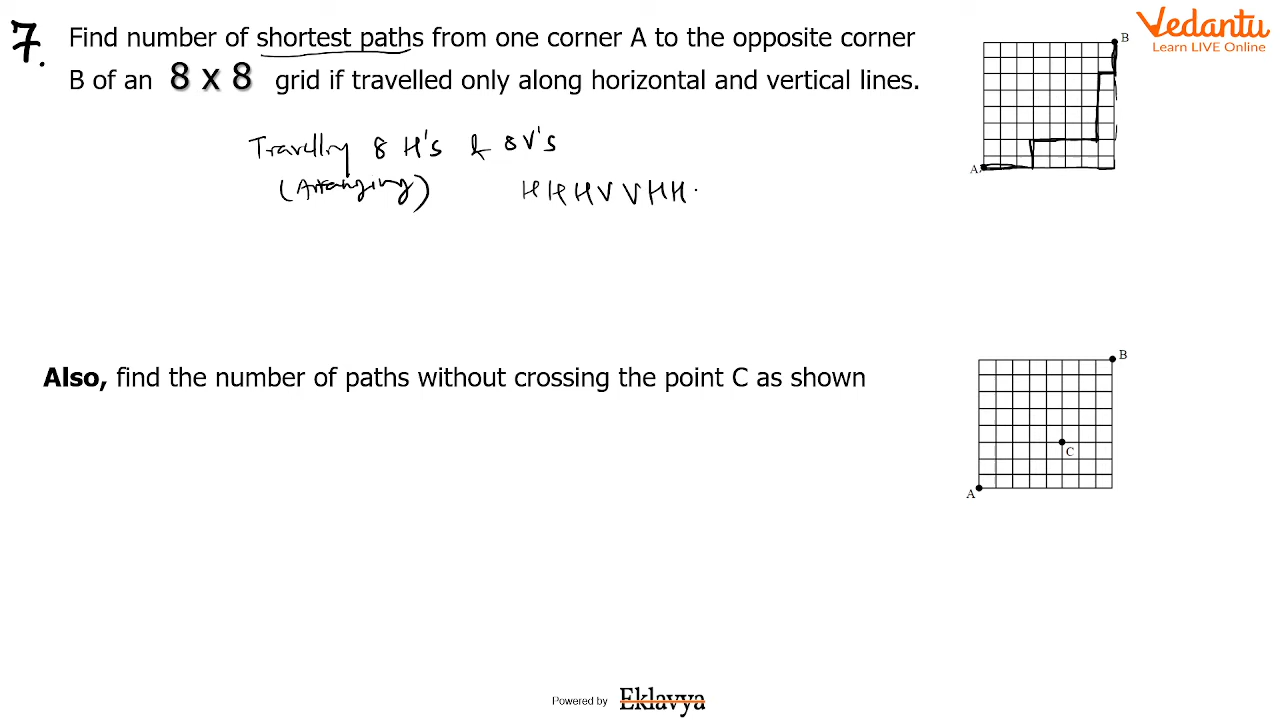 7.
Find number of shortest paths from one corner A to the opposite corner
B of an 8 x 8 grid if travelled only along horizontal and vertical lines.
Vedantu
Learn LIVE Online
B
A
Travelling 8 H's & 8 V's
(Arranging) H H H V V H H .
Also, find the number of paths without crossing the point C as shown
B
C
A
Powered by Eklavya